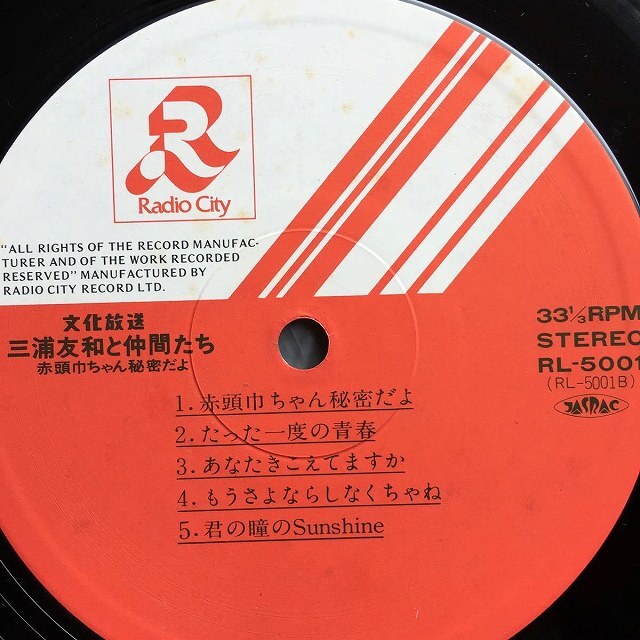 R
Radio City
"ALL RIGHTS OF THE RECORD MANUFAC-
TURER AND OF THE WORK RECORDED
RESERVED" MANUFACTURED BY
RADIO CITY RECORD LTD.
文化放送
三浦友和と仲間たち
赤頭巾ちゃん秘密だよ
33⅓RPM
STEREO
RL-5001
(RL-5001B)
JASRAC
1.赤頭巾ちゃん秘密だよ
2.たった一度の青春
3.あなたきこえてますか
4.もうさよならしなくちゃね
5.君の瞳のSunshine